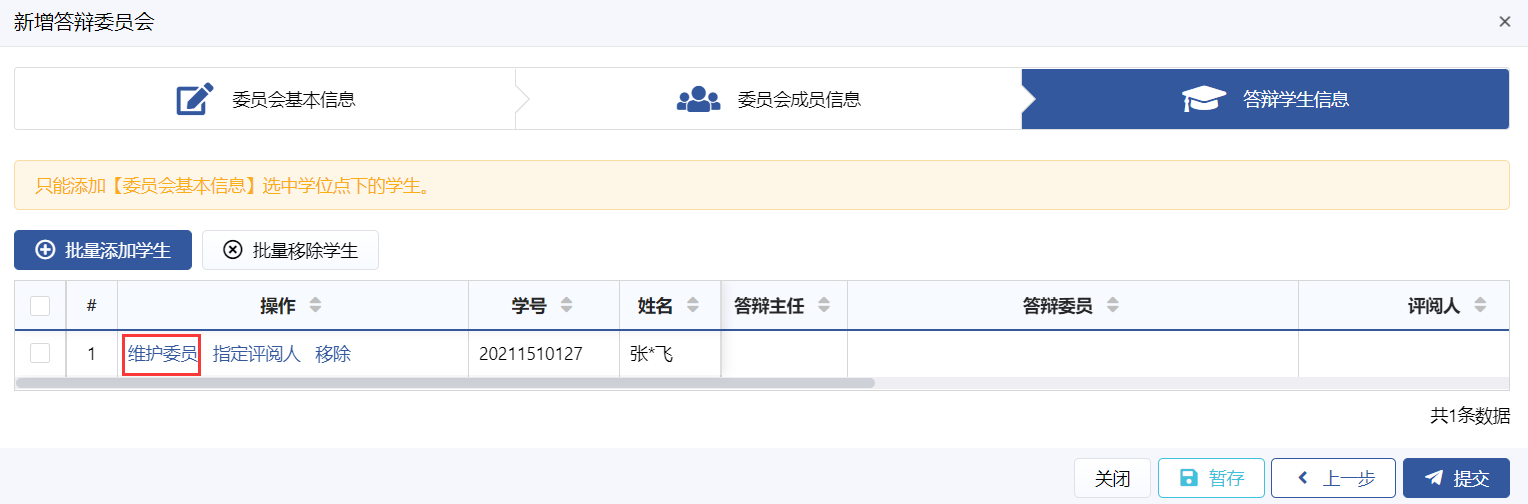 新增答辩委员会
委员会基本信息 委员会成员信息 答辩学生信息
只能添加【委员会基本信息】选中学位点下的学生。
批量添加学生 批量移除学生
# 操作 学号 姓名 答辩主任 答辩委员 评阅人
1 维护委员 指定评阅人 移除 20211510127 张*飞
共1条数据
关闭 暂存 上一步 提交